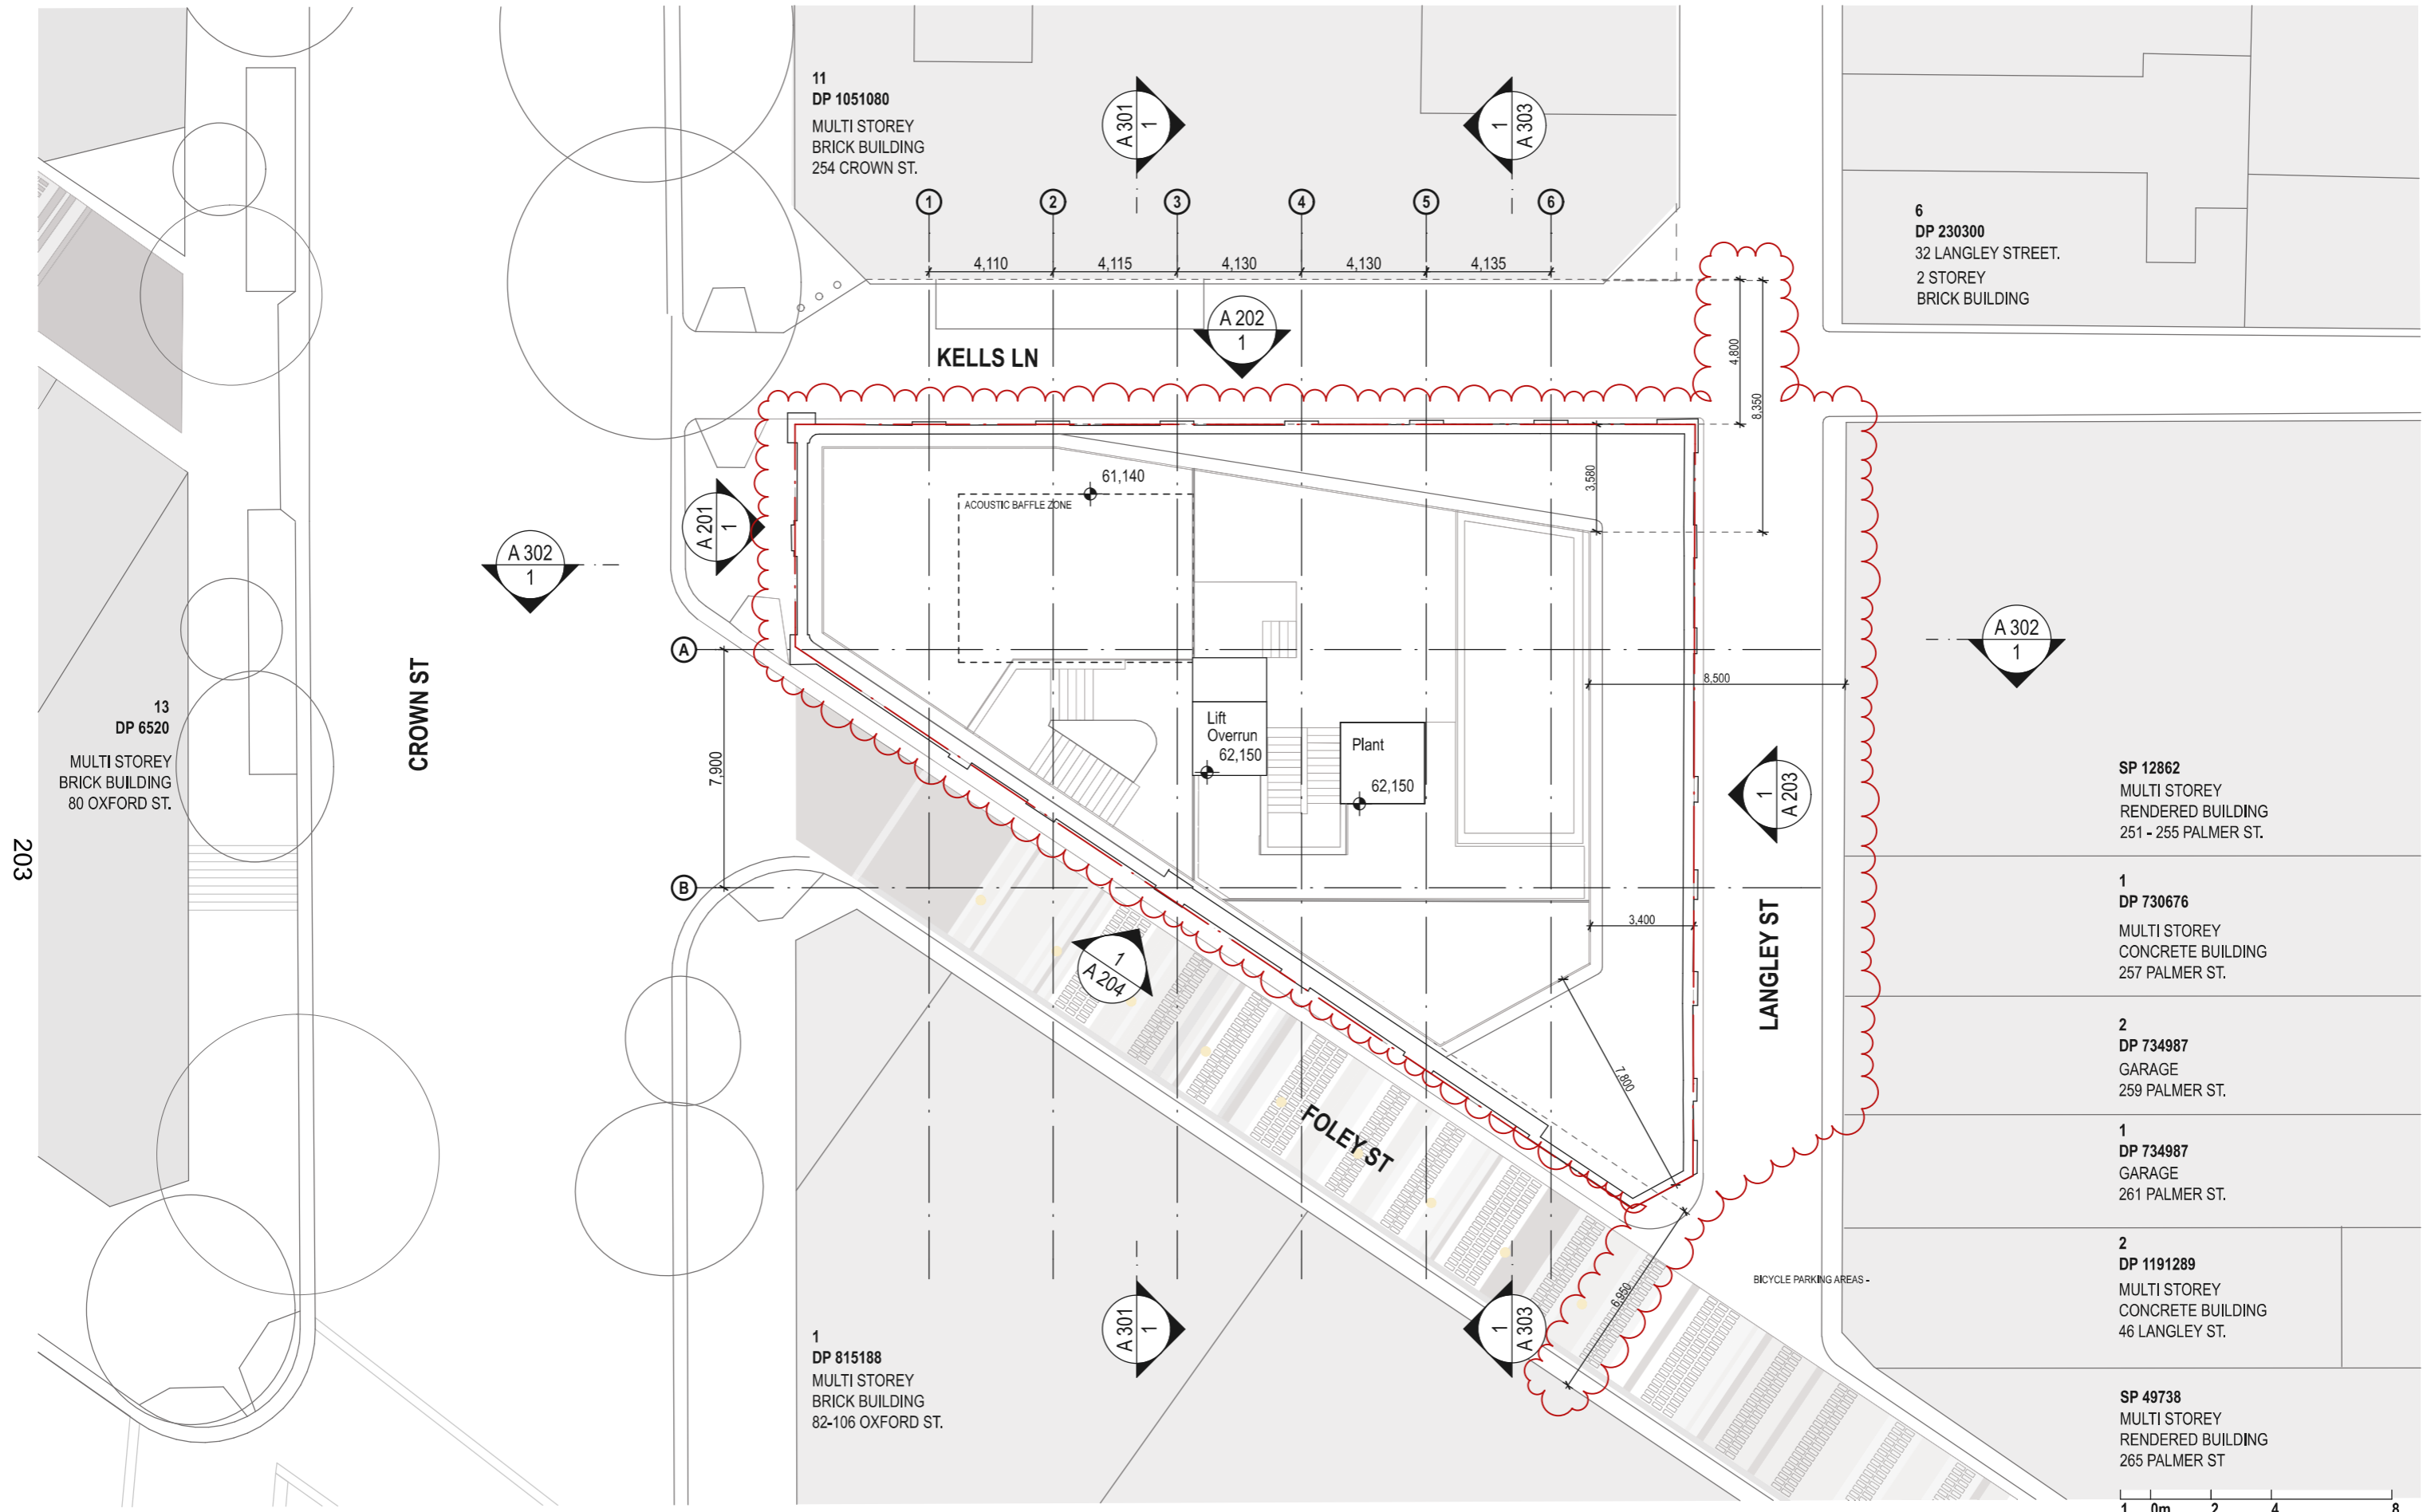 11
DP 1051080
MULTI STOREY
BRICK BUILDING
254 CROWN ST.
A 301
1
1
A 303
6
DP 230300
32 LANGLEY STREET.
2 STOREY
BRICK BUILDING
1
2
3
4
5
6
4,110
4,115
4,130
4,130
4,135
A 202
1
KELLS LN
4,800
8,350
3,580
61,140
ACOUSTIC BAFFLE ZONE
A 201
1
A 302
1
A 302
1
A
8,500
CROWN ST
13
DP 6520
MULTI STOREY
BRICK BUILDING
80 OXFORD ST.
203
7,900
Lift
Overrun
62,150
Plant
62,150
1
A 203
SP 12862
MULTI STOREY
RENDERED BUILDING
251 - 255 PALMER ST.
B
3,400
LANGLEY ST
1
DP 730676
MULTI STOREY
CONCRETE BUILDING
257 PALMER ST.
1
A 204
2
DP 734987
GARAGE
259 PALMER ST.
7,800
FOLEY ST
1
DP 734987
GARAGE
261 PALMER ST.
2
DP 1191289
MULTI STOREY
CONCRETE BUILDING
46 LANGLEY ST.
BICYCLE PARKING AREAS -
6,950
A 301
1
1
A 303
1
DP 815188
MULTI STOREY
BRICK BUILDING
82-106 OXFORD ST.
SP 49738
MULTI STOREY
RENDERED BUILDING
265 PALMER ST
1 0m 2 4 8